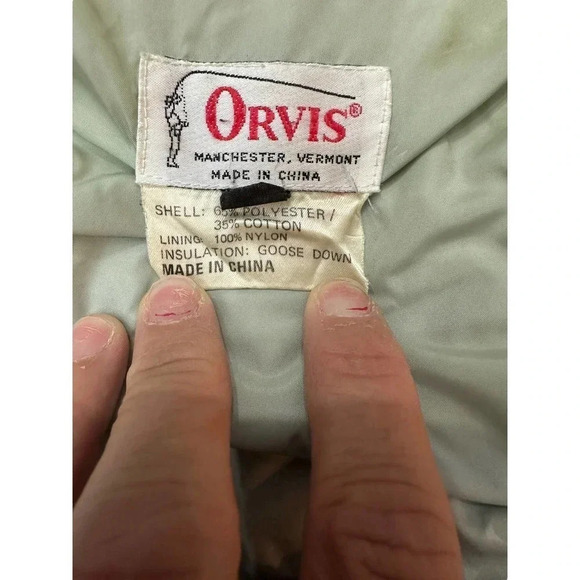 ORVIS®
MANCHESTER, VERMONT
MADE IN CHINA
SHELL: 65% POLYESTER /
35% COTTON
LINING: 100% NYLON
INSULATION: GOOSE DOWN
MADE IN CHINA